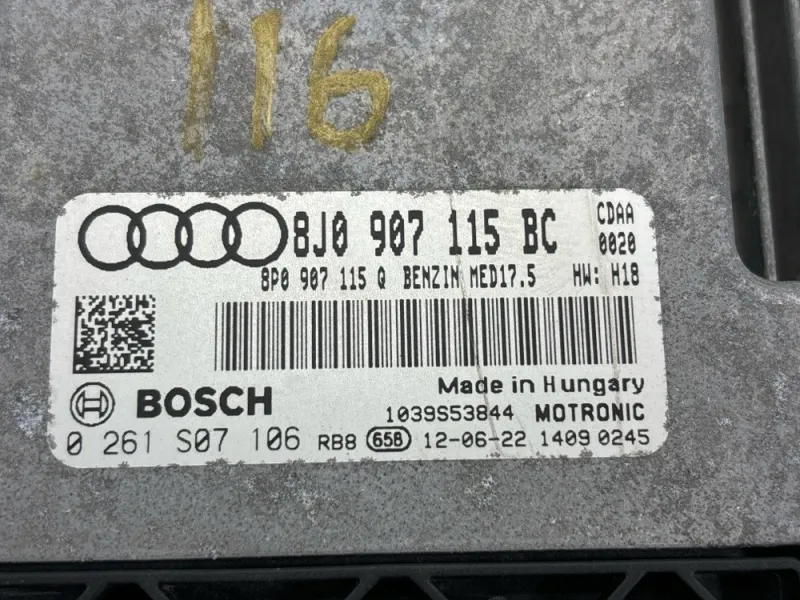 116
8J0 907 115 BC CDAA
0020
8P0 907 115 Q BENZIN MED17.5 HW: H18
Made in Hungary
BOSCH
1039S53844 MOTRONIC
0 261 S07 106 RB8 658 12-06-22 1409 0245